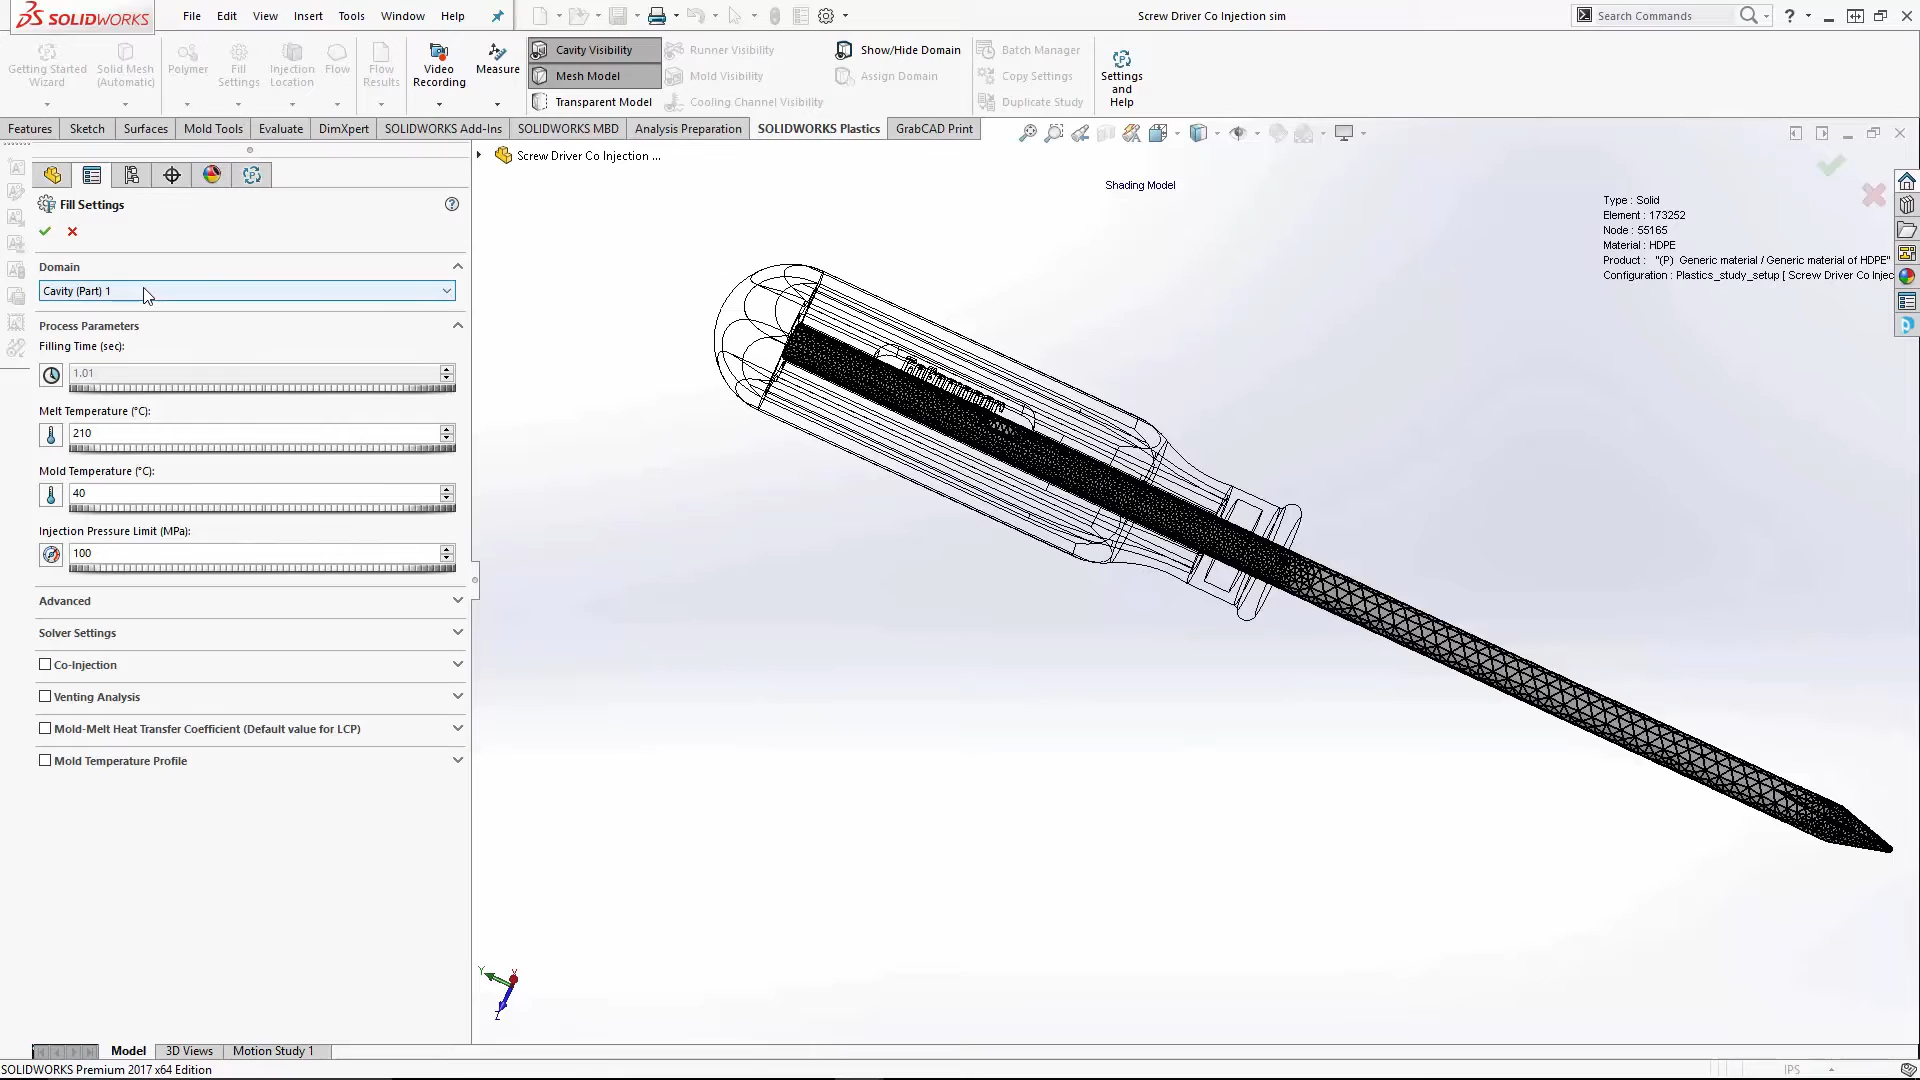 SOLIDWORKS
File Edit View Insert Tools Window Help
Screw Driver Co Injection sim
Search Commands
Getting Started Wizard
Solid Mesh (Automatic)
Polymer
Fill Settings
Injection Location
Flow
Flow Results
Video Recording
Measure
Cavity Visibility
Mesh Model
Transparent Model
Runner Visibility
Mold Visibility
Cooling Channel Visibility
Show/Hide Domain
Assign Domain
Batch Manager
Copy Settings
Duplicate Study
Settings and Help
Features Sketch Surfaces Mold Tools Evaluate DimXpert SOLIDWORKS Add-Ins SOLIDWORKS MBD Analysis Preparation SOLIDWORKS Plastics GrabCAD Print
Screw Driver Co Injection ...
Shading Model
Type : Solid
Element : 173252
Node : 55165
Material : HDPE
Product : "(P) Generic material / Generic material of HDPE"
Configuration : Plastics_study_setup [ Screw Driver Co Injec
Fill Settings
Domain
Cavity (Part) 1
Process Parameters
Filling Time (sec):
1.01
Melt Temperature (°C):
210
Mold Temperature (°C):
40
Injection Pressure Limit (MPa):
100
Advanced
Solver Settings
Co-Injection
Venting Analysis
Mold-Melt Heat Transfer Coefficient (Default value for LCP)
Mold Temperature Profile
Y
X
Z
Model 3D Views Motion Study 1
SOLIDWORKS Premium 2017 x64 Edition
IPS